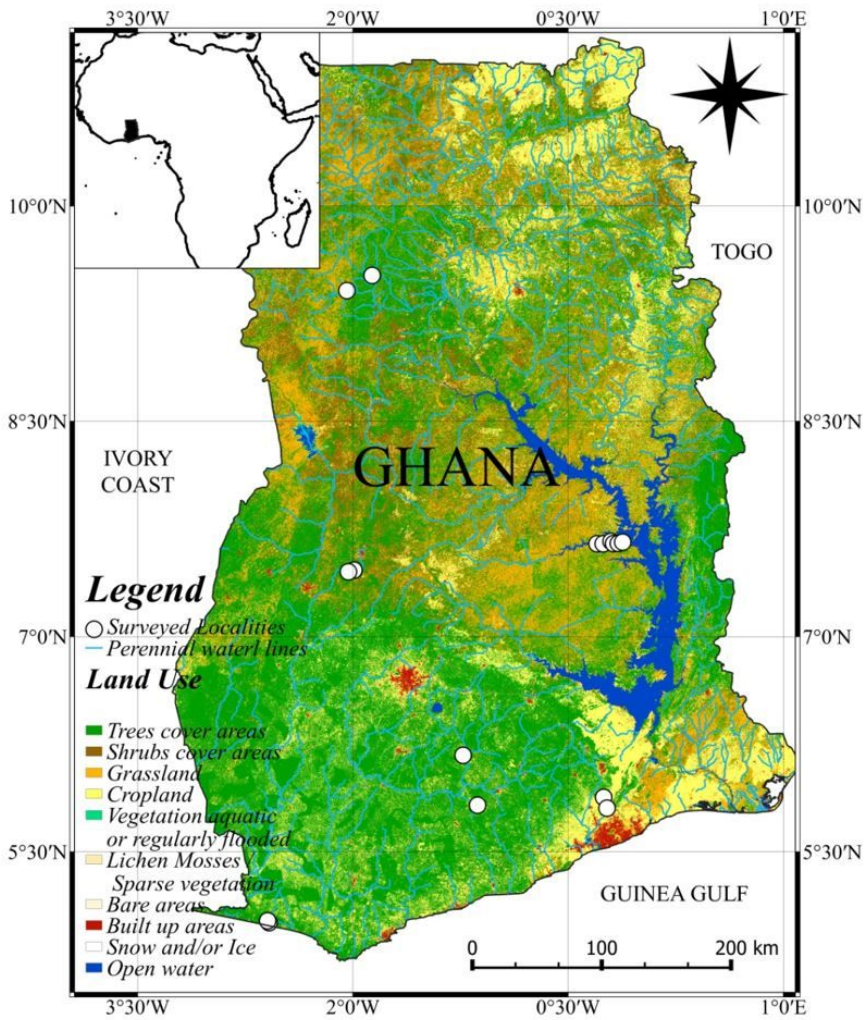 3°30'W 2°0'W 0°30'W 1°0'E
10°0'N 10°0'N
TOGO
8°30'N 8°30'N
IVORY
COAST
GHANA
Legend
Surveyed Localities
Perennial waterl lines
7°0'N 7°0'N
Land Use
Trees cover areas
Shrubs cover areas
Grassland
Cropland
Vegetation aquatic
or regularly flooded
Lichen Mosses
Sparse vegetation
Bare areas
Built up areas
Snow and/or Ice
Open water
5°30'N 5°30'N
GUINEA GULF
0 100 200 km
3°30'W 2°0'W 0°30'W 1°0'E